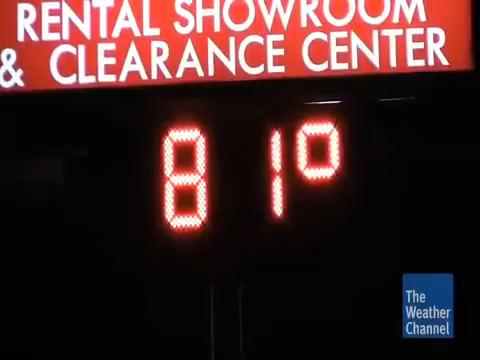 RENTAL SHOWROOM
& CLEARANCE CENTER
81°
The
Weather
Channel